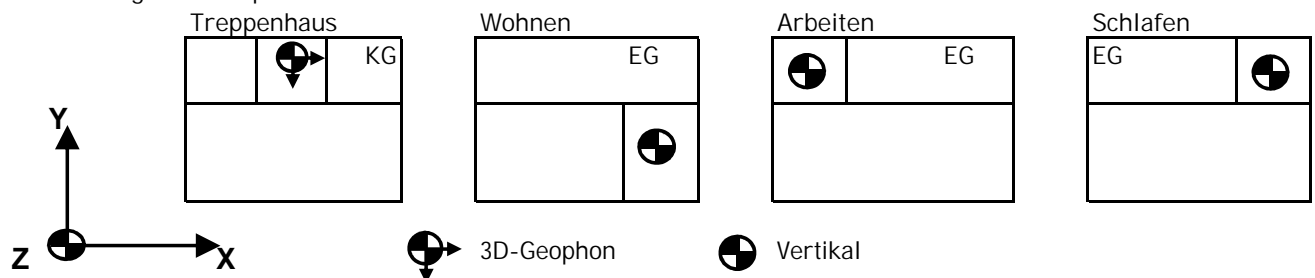 Treppenhaus Wohnen Arbeiten Schlafen
KG EG EG EG
Y
Z X 3D-Geophon Vertikal